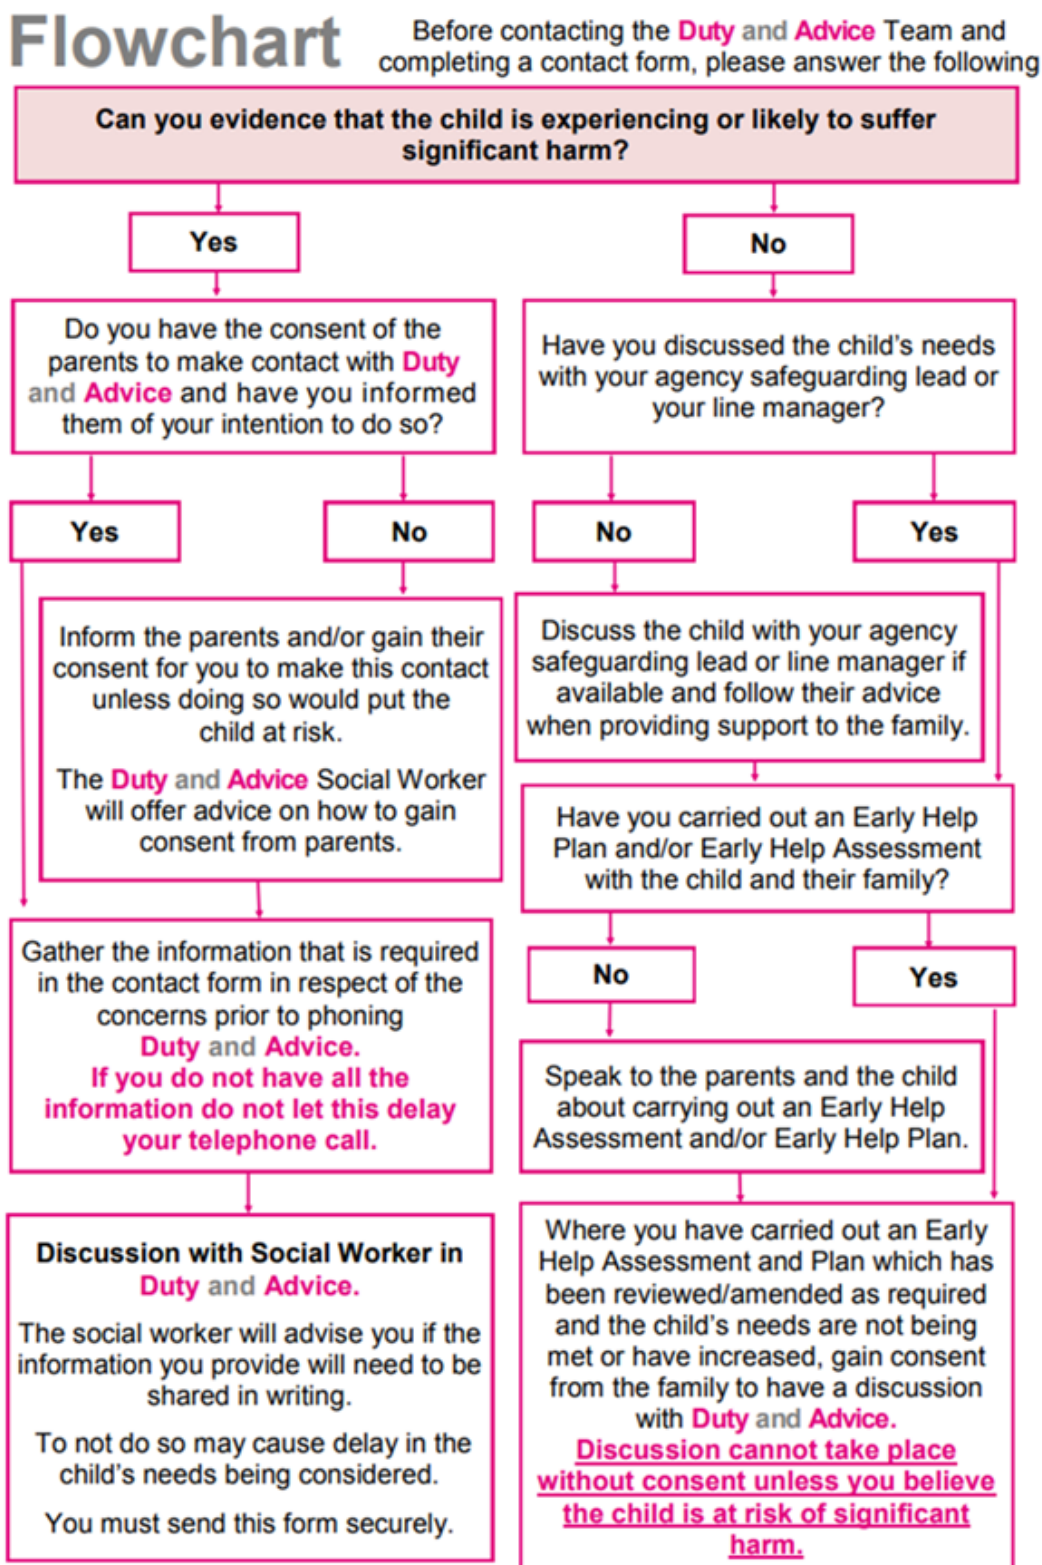 Flowchart
Before contacting the Duty and Advice Team and
completing a contact form, please answer the following
Can you evidence that the child is experiencing or likely to suffer
significant harm?
Yes
No
Do you have the consent of the
parents to make contact with Duty
and Advice and have you informed
them of your intention to do so?
Have you discussed the child's needs
with your agency safeguarding lead or
your line manager?
Yes
No
No
Yes
Inform the parents and/or gain their
consent for you to make this contact
unless doing so would put the
child at risk.
The Duty and Advice Social Worker
will offer advice on how to gain
consent from parents.
Discuss the child with your agency
safeguarding lead or line manager if
available and follow their advice
when providing support to the family.
Have you carried out an Early Help
Plan and/or Early Help Assessment
with the child and their family?
Gather the information that is required
in the contact form in respect of the
concerns prior to phoning
Duty and Advice.
If you do not have all the
information do not let this delay
your telephone call.
No
Yes
Speak to the parents and the child
about carrying out an Early Help
Assessment and/or Early Help Plan.
Discussion with Social Worker in
Duty and Advice.
The social worker will advise you if the
information you provide will need to be
shared in writing.
To not do so may cause delay in the
child's needs being considered.
You must send this form securely.
Where you have carried out an Early
Help Assessment and Plan which has
been reviewed/amended as required
and the child's needs are not being
met or have increased, gain consent
from the family to have a discussion
with Duty and Advice.
Discussion cannot take place
without consent unless you believe
the child is at risk of significant
harm.